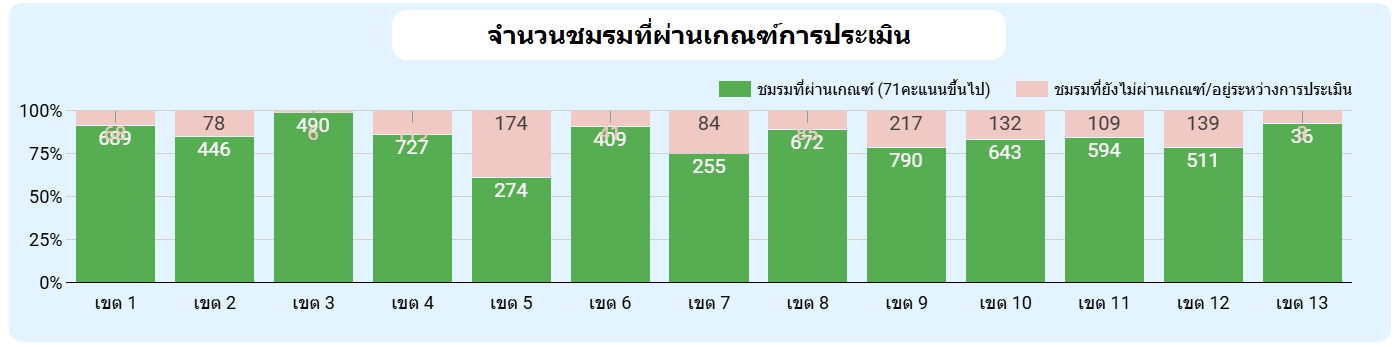 จำนวนชมรมที่ผ่านเกณฑ์การประเมิน
ชมรมที่ผ่านเกณฑ์ (71คะแนนขึ้นไป) ชมรมที่ยังไม่ผ่านเกณฑ์/อยู่ระหว่างการประเมิน
100%
75%
50%
25%
0%
78 490 174 84 217 132 109 139
689 446 6 727 274 409 255 672 790 643 594 511 36
เขต 1 เขต 2 เขต 3 เขต 4 เขต 5 เขต 6 เขต 7 เขต 8 เขต 9 เขต 10 เขต 11 เขต 12 เขต 13